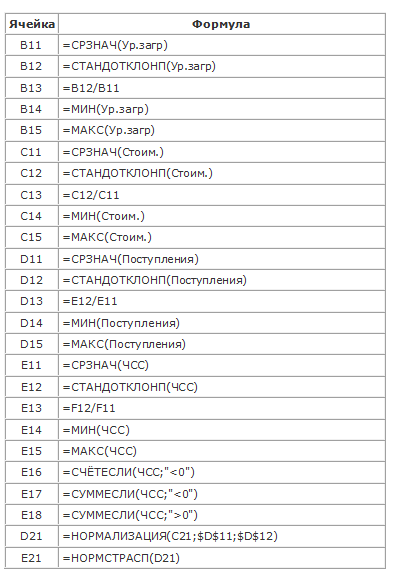 Ячейка Формула
B11 =СРЗНАЧ(Ур.загр)
B12 =СТАНДОТКЛОНП(Ур.загр)
B13 =B12/B11
B14 =МИН(Ур.загр)
B15 =МАКС(Ур.загр)
C11 =СРЗНАЧ(Стоим.)
C12 =СТАНДОТКЛОНП(Стоим.)
C13 =C12/C11
C14 =МИН(Стоим.)
C15 =МАКС(Стоим.)
D11 =СРЗНАЧ(Поступления)
D12 =СТАНДОТКЛОНП(Поступления)
D13 =E12/E11
D14 =МИН(Поступления)
D15 =МАКС(Поступления)
E11 =СРЗНАЧ(ЧСС)
E12 =СТАНДОТКЛОНП(ЧСС)
E13 =F12/F11
E14 =МИН(ЧСС)
E15 =МАКС(ЧСС)
E16 =СЧЁТЕСЛИ(ЧСС;"<0")
E17 =СУММЕСЛИ(ЧСС;"<0")
E18 =СУММЕСЛИ(ЧСС;">0")
D21 =НОРМАЛИЗАЦИЯ(C21;$D$11;$D$12)
E21 =НОРМСТРАСП(D21)